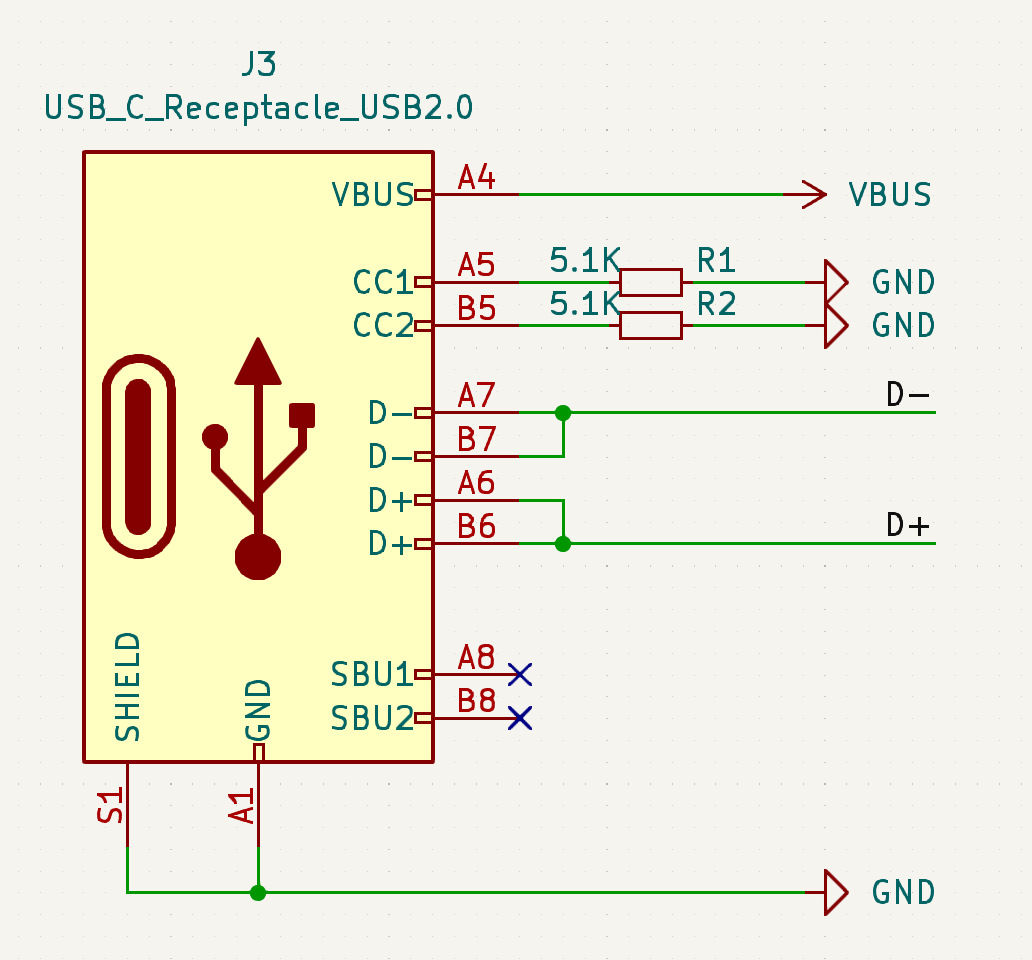 J3
USB_C_Receptacle_USB2.0
VBUS A4 VBUS
CC1 A5 5.1K R1 GND
CC2 B5 5.1K R2 GND
D- A7 D-
D- B7
D+ A6
D+ B6 D+
SBU1 A8
SBU2 B8
SHIELD
GND
S1
A1
GND